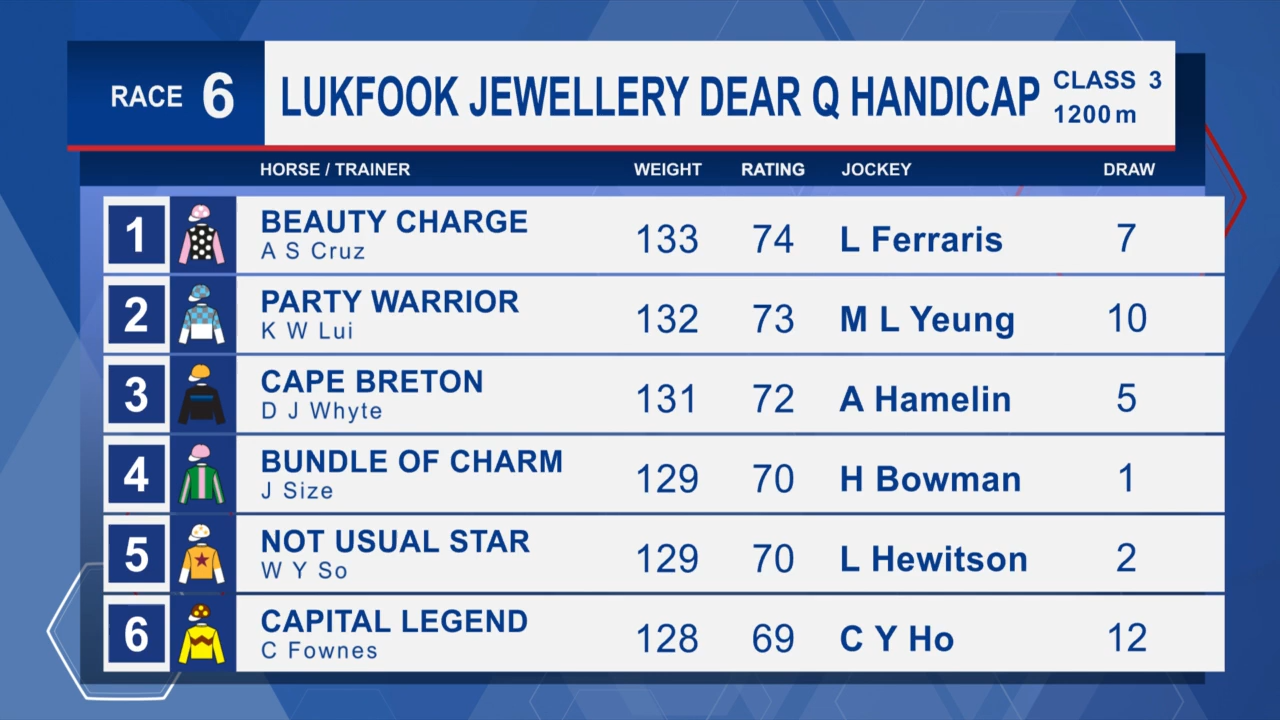 RACE 6 LUKFOOK JEWELLERY DEAR Q HANDICAP CLASS 3
1200m
HORSE / TRAINER WEIGHT RATING JOCKEY DRAW
1 BEAUTY CHARGE 133 74 L Ferraris 7
A S Cruz
2 PARTY WARRIOR 132 73 M L Yeung 10
K W Lui
3 CAPE BRETON 131 72 A Hamelin 5
D J Whyte
4 BUNDLE OF CHARM 129 70 H Bowman 1
J Size
5 NOT USUAL STAR 129 70 L Hewitson 2
W Y So
6 CAPITAL LEGEND 128 69 C Y Ho 12
C Fownes